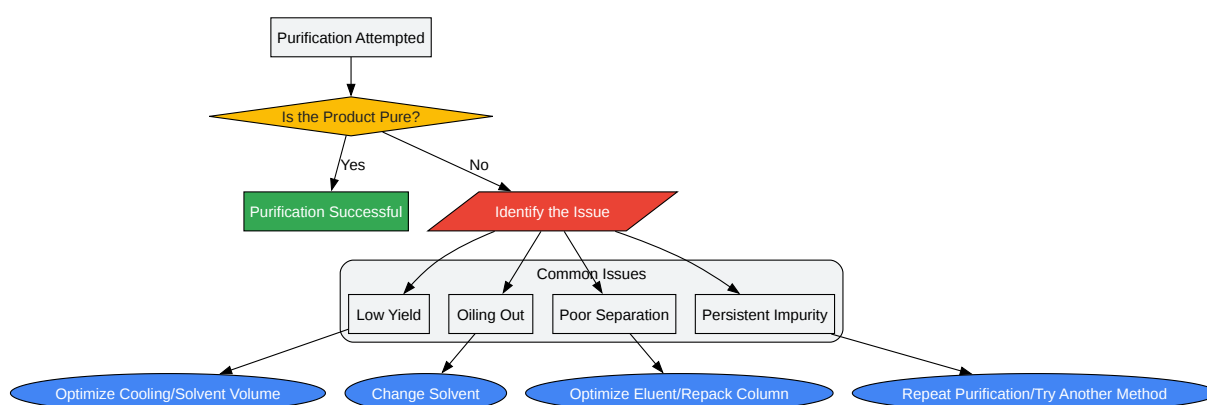 Purification Attempted
Is the Product Pure?
Yes
No
Purification Successful
Identify the Issue
Common Issues
Low Yield
Oiling Out
Poor Separation
Persistent Impurity
Optimize Cooling/Solvent Volume
Change Solvent
Optimize Eluent/Repack Column
Repeat Purification/Try Another Method